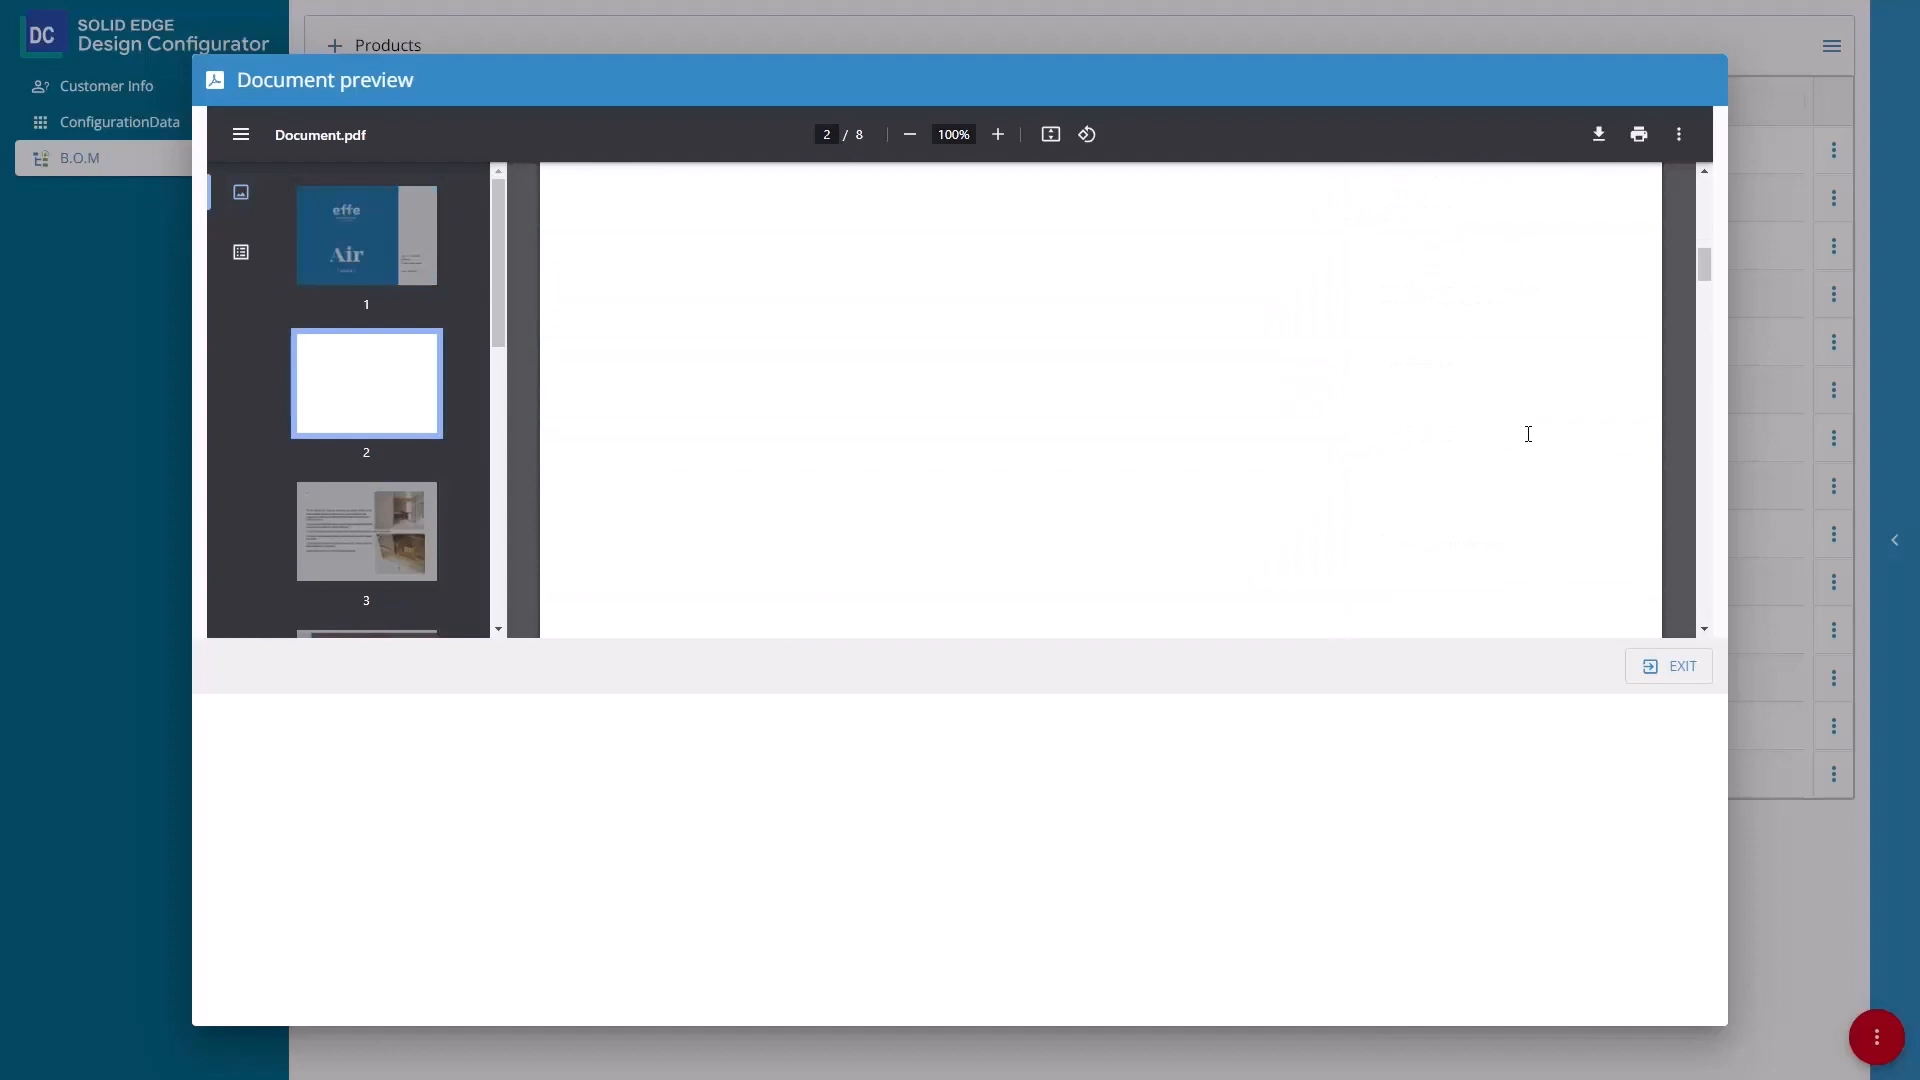 DC
SOLID EDGE
Design Configurator
Customer Info
ConfigurationData
B.O.M
Products
Document preview
Document.pdf
2 / 8
100%
effe
Air
1
2
3
EXIT